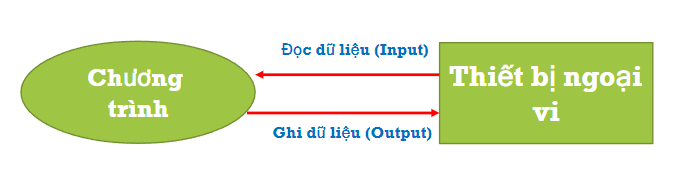 Đọc dữ liệu (Input)
Chương
trình
Thiết bị ngoại
vi
Ghi dữ liệu (Output)